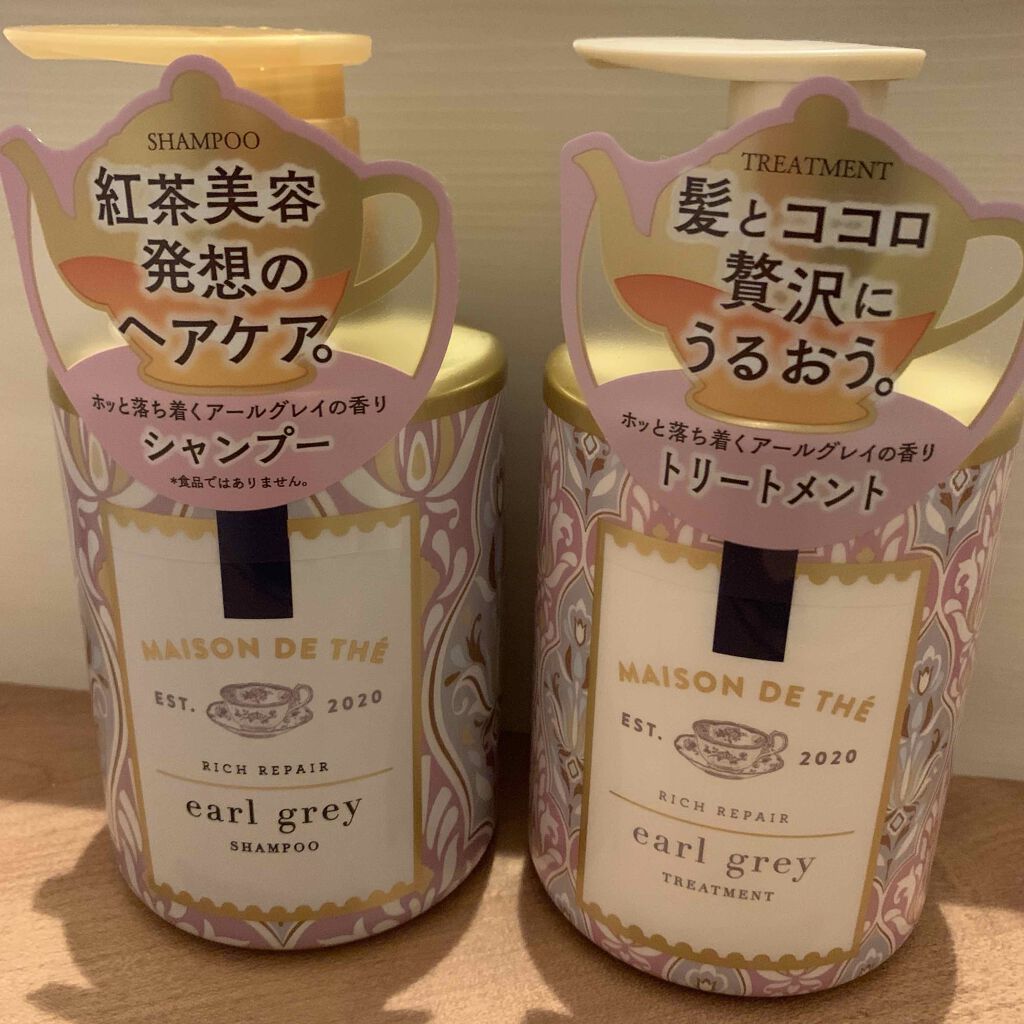 SHAMPOO
紅茶美容
発想の
ヘアケア。
ホッと落ち着くアールグレイの香り
シャンプー
*食品ではありません。
MAISON DE THÉ
EST. 2020
RICH REPAIR
earl grey
SHAMPOO
TREATMENT
髪とココロ
贅沢に
うるおう。
ホッと落ち着くアールグレイの香り
トリートメント
MAISON DE THÉ
EST. 2020
RICH REPAIR
earl grey
TREATMENT